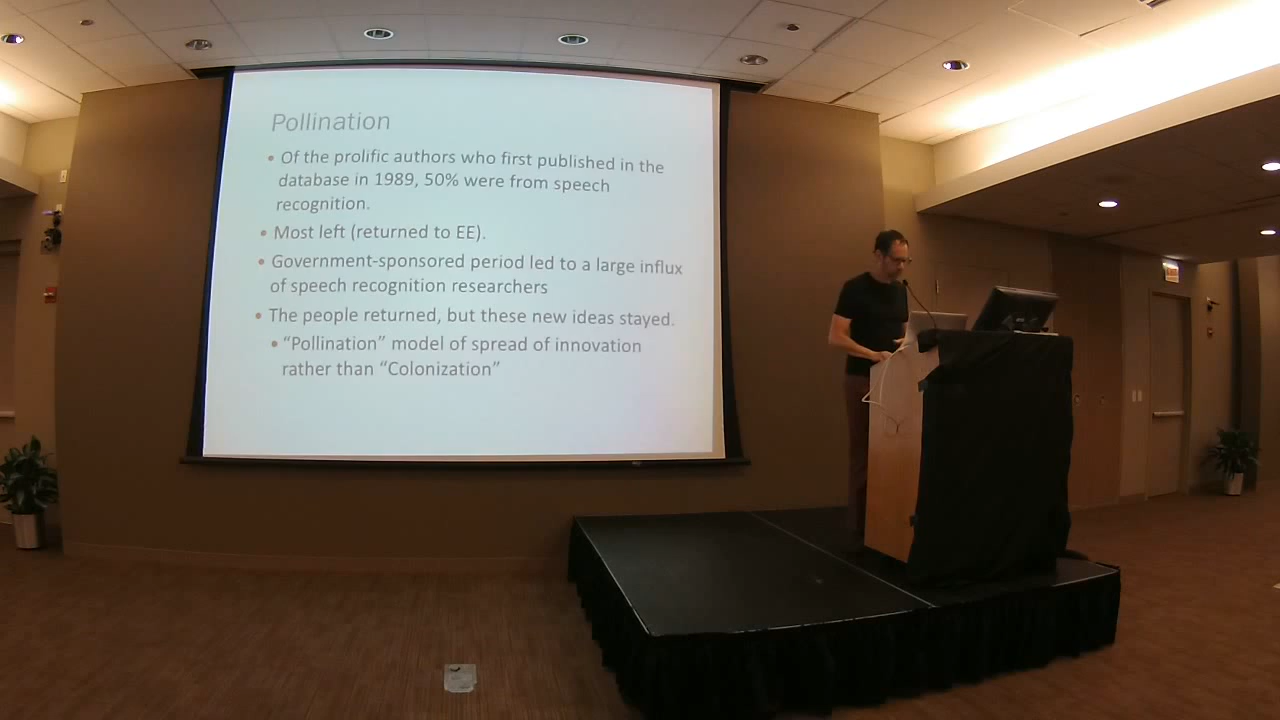 Pollination
• Of the prolific authors who first published in the
database in 1989, 50% were from speech
recognition.
• Most left (returned to EE).
• Government-sponsored period led to a large influx
of speech recognition researchers
• The people returned, but these new ideas stayed.
• “Pollination” model of spread of innovation
rather than “Colonization”